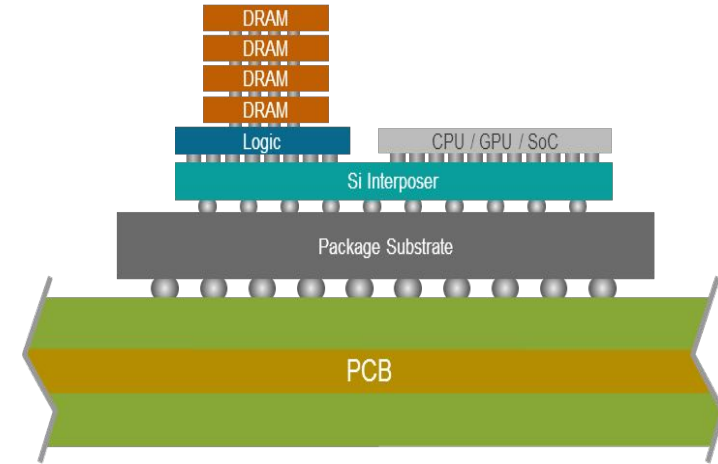 DRAM
DRAM
DRAM
DRAM
Logic
CPU / GPU / SoC
Si Interposer
Package Substrate
PCB